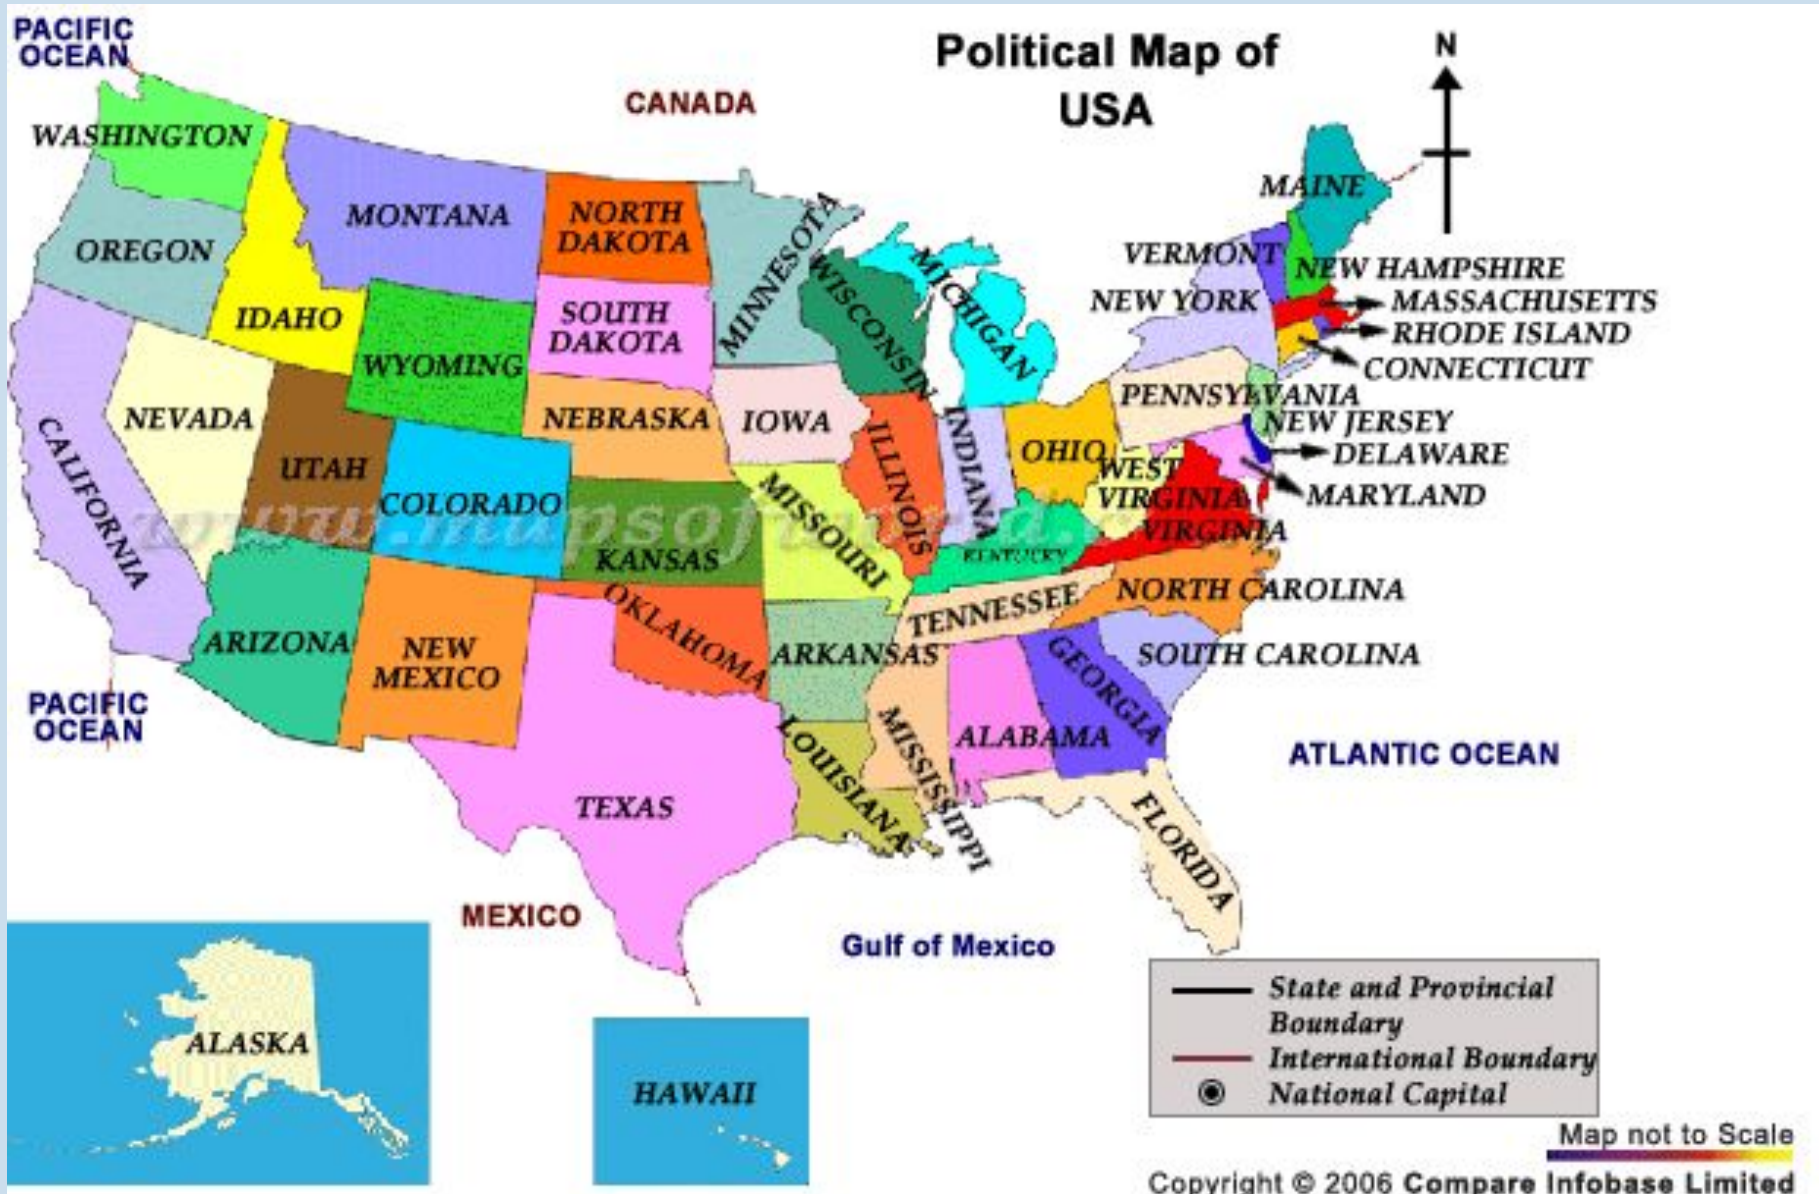 PACIFIC
OCEAN
Political Map of
USA
N
CANADA
WASHINGTON
MONTANA
NORTH
DAKOTA
MINNESOTA
OREGON
IDAHO
WYOMING
SOUTH
DAKOTA
WISCONSIN
MICHIGAN
MAINE
VERMONT
NEW HAMPSHIRE
NEW YORK
MASSACHUSETTS
RHODE ISLAND
CONNECTICUT
PENNSYLVANIA
NEW JERSEY
DELAWARE
MARYLAND
CALIFORNIA
NEVADA
UTAH
COLORADO
NEBRASKA
IOWA
ILLINOIS
INDIANA
OHIO
WEST
VIRGINIA
VIRGINIA
KANSAS
MISSOURI
KENTUCKY
www.mapsofworld.c
ARIZONA
NEW
MEXICO
OKLAHOMA
ARKANSAS
TENNESSEE
NORTH CAROLINA
SOUTH CAROLINA
GEORGIA
ALABAMA
MISSISSIPPI
LOUISIANA
TEXAS
FLORIDA
PACIFIC
OCEAN
ATLANTIC OCEAN
MEXICO
Gulf of Mexico
ALASKA
HAWAII
State and Provincial
Boundary
International Boundary
National Capital
Map not to Scale
Copyright © 2006 Compare Infobase Limited